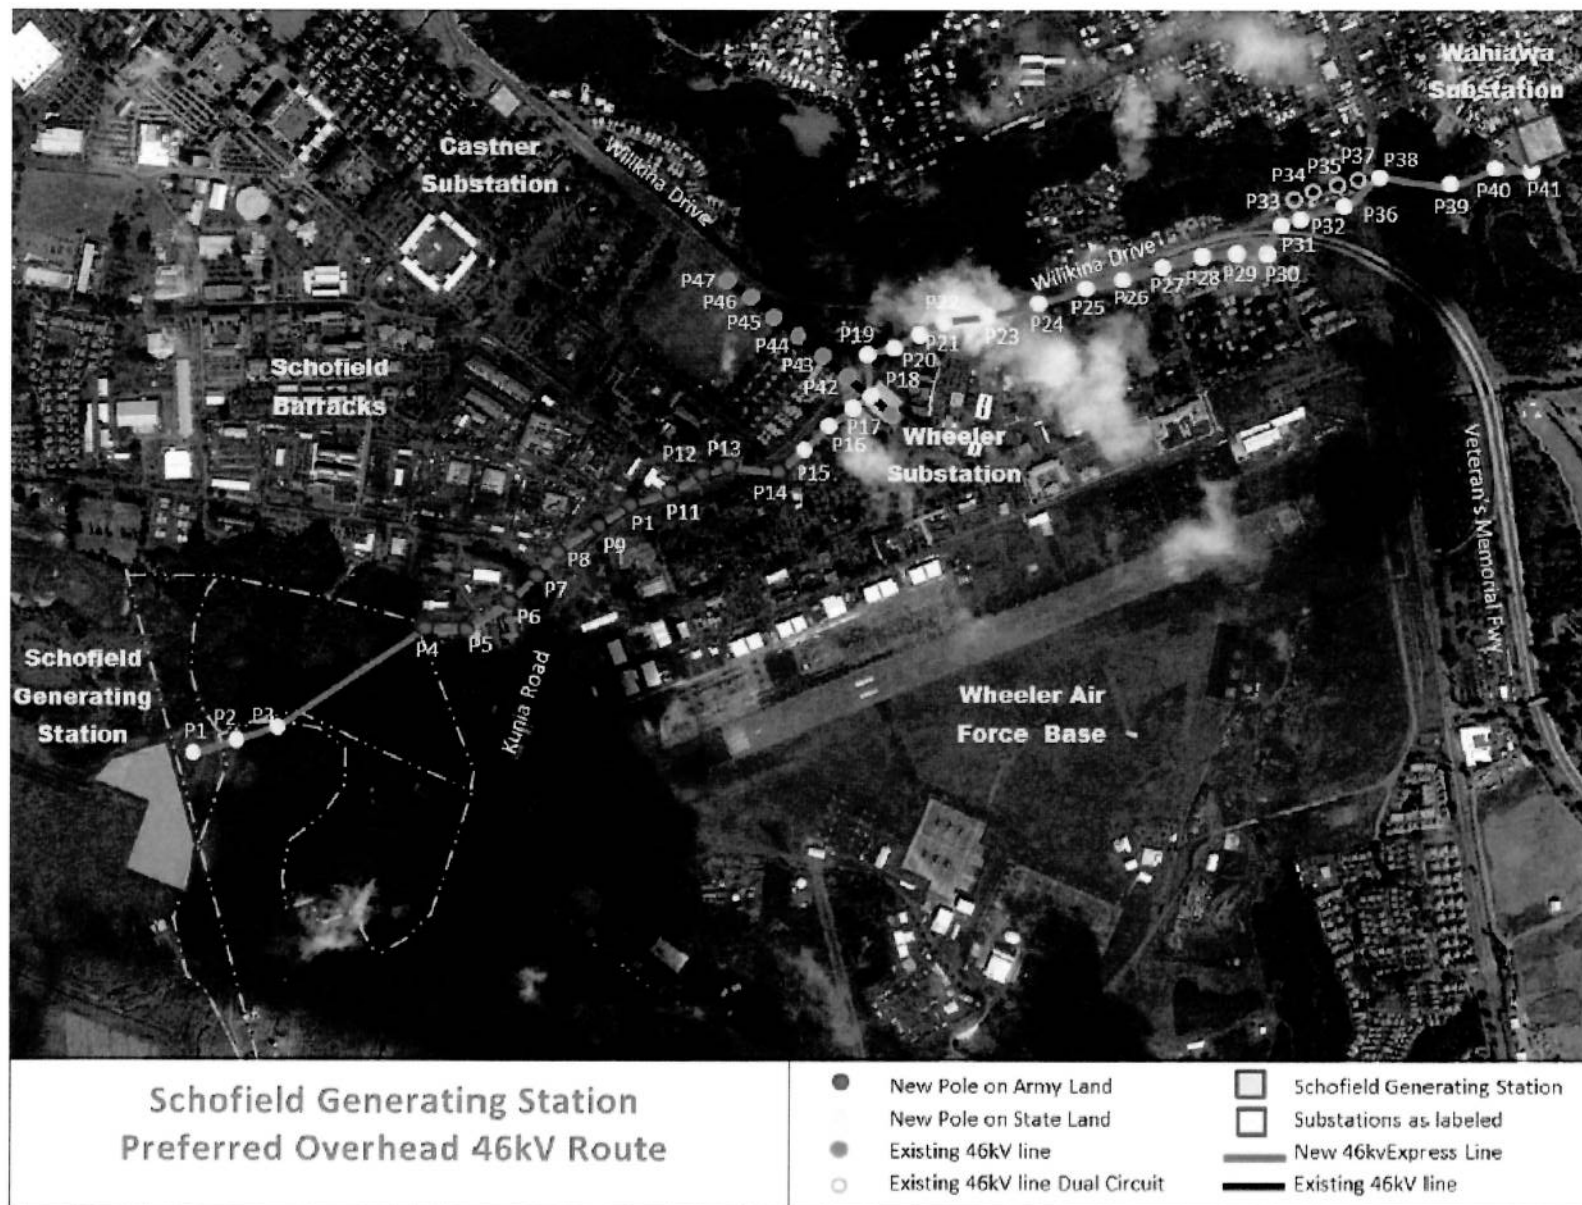 Wahiawa
Substation
Castner
Substation
Wilikina Drive
P37
P35
P38
P34
P33
P40
P41
P39
P36
P32
P31
Wilikina Drive
P30
P29
P28
P27
P26
P25
P24
P47
P46
P45
P44
P43
P42
P19
P22
P23
P21
P20
P18
P17
P16
P15
P14
P13
P12
P11
P1
P9
P8
P7
P6
P5
P4
P3
P2
P1
Schofield
Barracks
Wheeler
Substation
Veteran's Memorial Fwy
Kunia Road
Schofield
Generating
Station
Wheeler Air
Force Base
Schofield Generating Station
Preferred Overhead 46kV Route
New Pole on Army Land
New Pole on State Land
Existing 46kV line
Existing 46kV line Dual Circuit
Schofield Generating Station
Substations as labeled
New 46kvExpress Line
Existing 46kV line